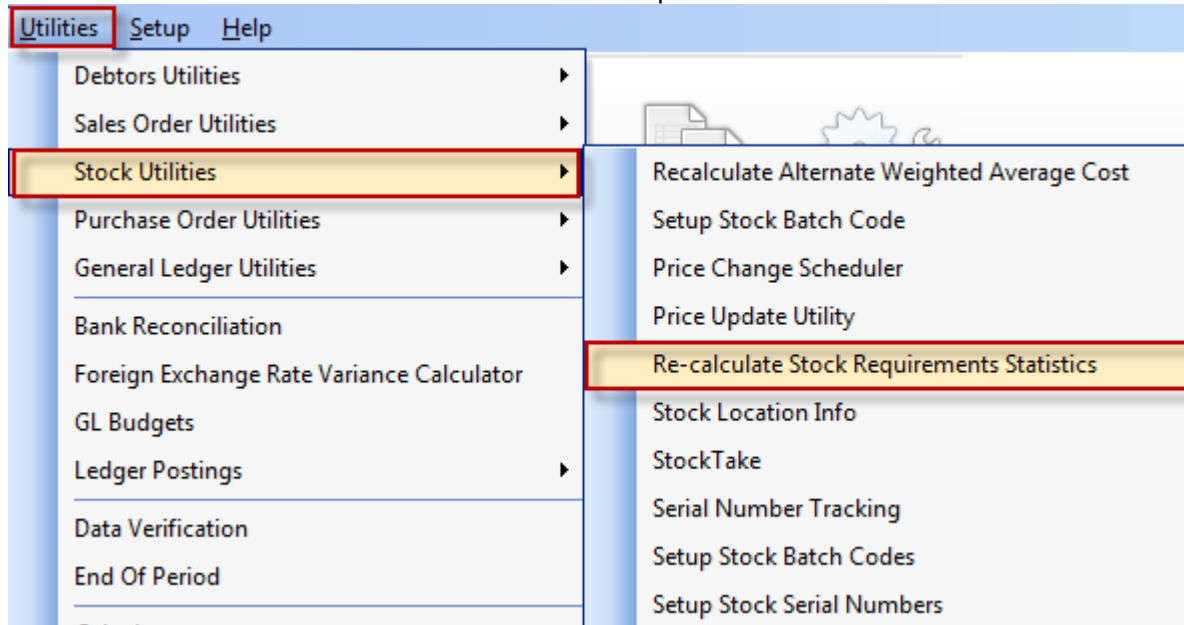 Utilities Setup Help
Debtors Utilities
Sales Order Utilities
Stock Utilities
Purchase Order Utilities
General Ledger Utilities
Bank Reconciliation
Foreign Exchange Rate Variance Calculator
GL Budgets
Ledger Postings
Data Verification
End Of Period
Recalculate Alternate Weighted Average Cost
Setup Stock Batch Code
Price Change Scheduler
Price Update Utility
Re-calculate Stock Requirements Statistics
Stock Location Info
StockTake
Serial Number Tracking
Setup Stock Batch Codes
Setup Stock Serial Numbers